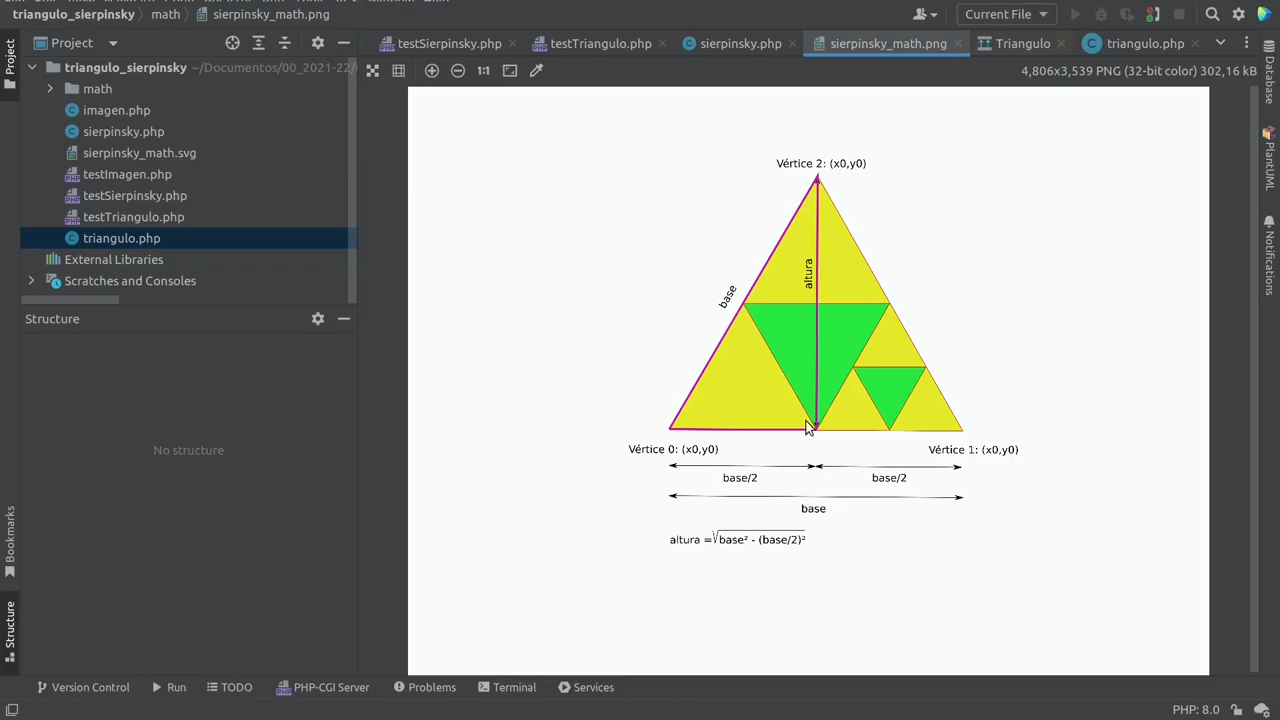 triangulo_sierpinsky
math
sierpinsky_math.png
Current File
Project
Project
testSierpinsky.php
testTriangulo.php
sierpinsky.php
sierpinsky_math.png
Triangulo
triangulo.php
Database
PlantUML
Notifications
triangulo_sierpinsky ~/Documentos/00_2021-22/
1:1
4,806x3,539 PNG (32-bit color) 302,16 kB
math
imagen.php
sierpinsky.php
sierpinsky_math.svg
testImagen.php
testSierpinsky.php
testTriangulo.php
triangulo.php
External Libraries
Scratches and Consoles
Structure
No structure
Bookmarks
Structure
Vértice 2: (x0,y0)
base
altura
Vértice 0: (x0,y0)
Vértice 1: (x0,y0)
base/2
base/2
base
altura =√base² - (base/2)²
Version Control
Run
TODO
PHP-CGI Server
Problems
Terminal
Services
PHP: 8.0